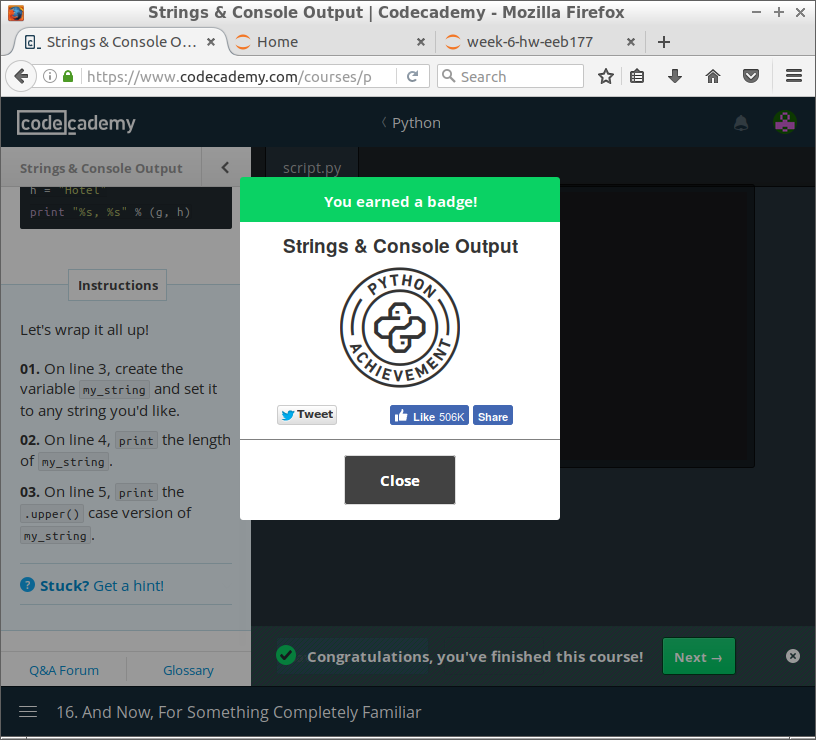 Strings & Console Output | Codecademy - Mozilla Firefox
Strings & Console O...
Home
week-6-hw-eeb177
https://www.codecademy.com/courses/p
Search
codecademy
Python
Strings & Console Output
script.py
h = "Hotel"
print "%s, %s" % (g, h)
You earned a badge!
Strings & Console Output
PYTHON
ACHIEVEMENT
Tweet
Like 506K
Share
Close
Instructions
Let's wrap it all up!
01. On line 3, create the
variable my_string and set it
to any string you'd like.
02. On line 4, print the length
of my_string.
03. On line 5, print the
.upper() case version of
my_string.
? Stuck? Get a hint!
Q&A Forum
Glossary
Congratulations, you've finished this course!
Next →
16. And Now, For Something Completely Familiar